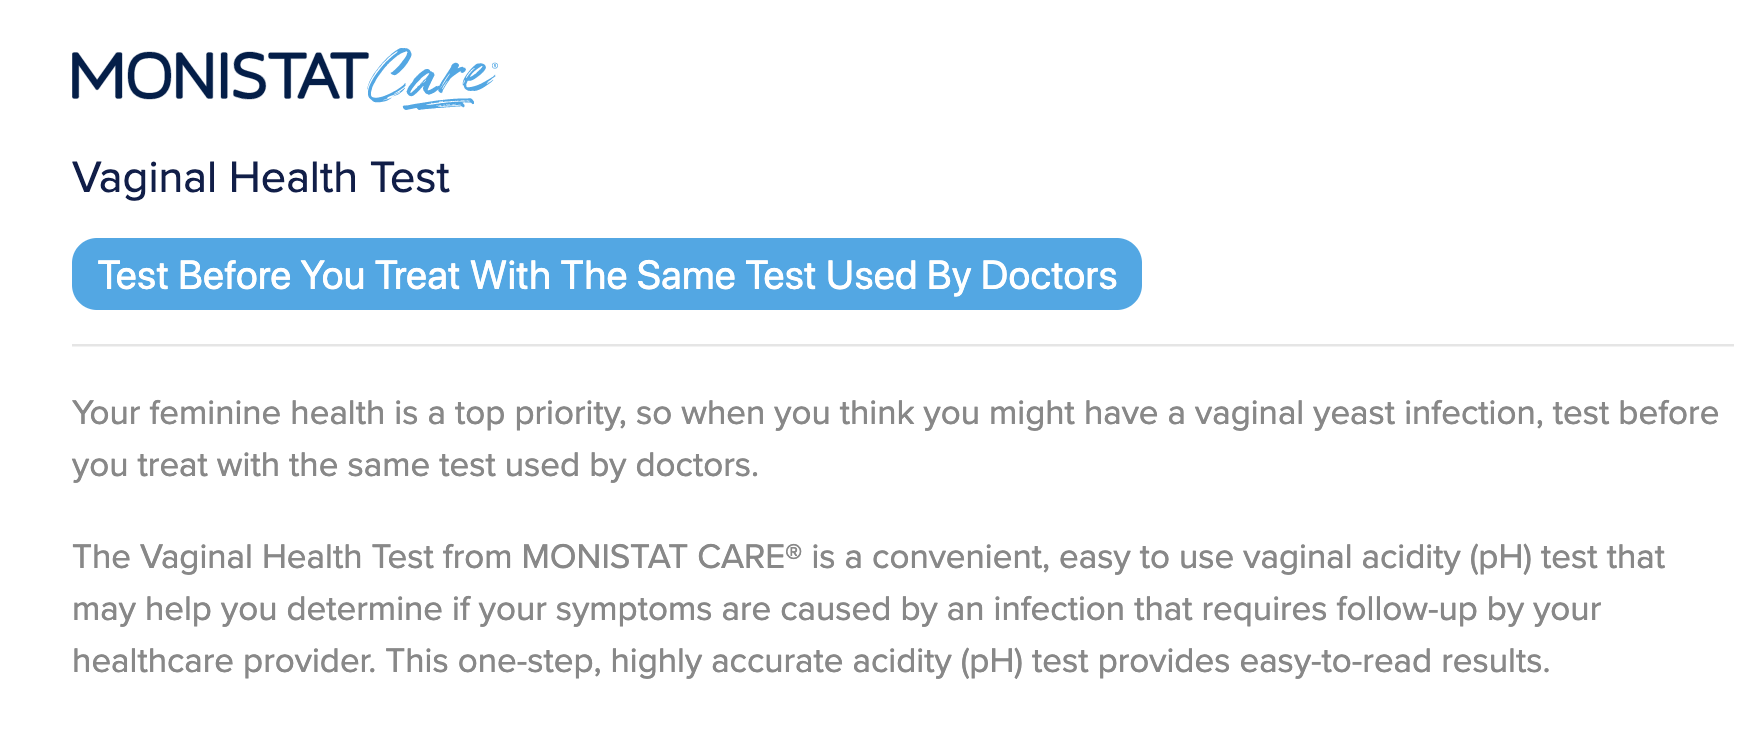 MONISTAT Care®
Vaginal Health Test
Test Before You Treat With The Same Test Used By Doctors
Your feminine health is a top priority, so when you think you might have a vaginal yeast infection, test before
you treat with the same test used by doctors.
The Vaginal Health Test from MONISTAT CARE® is a convenient, easy to use vaginal acidity (pH) test that
may help you determine if your symptoms are caused by an infection that requires follow-up by your
healthcare provider. This one-step, highly accurate acidity (pH) test provides easy-to-read results.